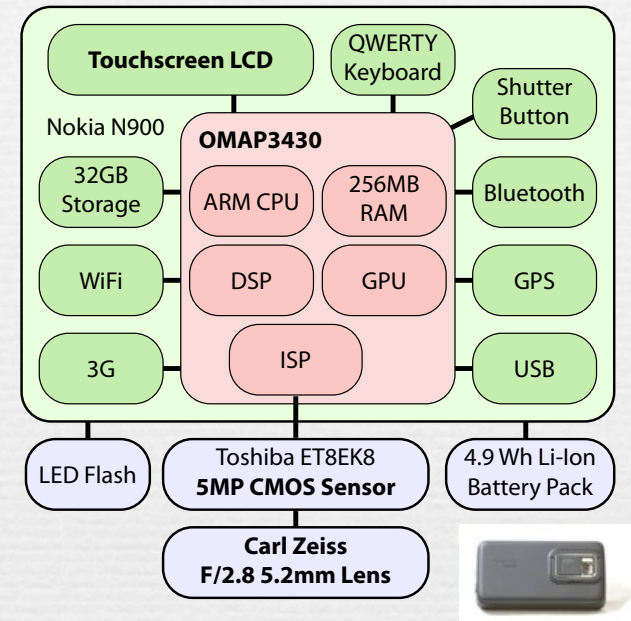 Touchscreen LCD
QWERTY
Keyboard
Shutter
Button
Nokia N900
OMAP3430
32GB
Storage
ARM CPU
256MB
RAM
Bluetooth
WiFi
DSP
GPU
GPS
3G
ISP
USB
LED Flash
Toshiba ET8EK8
5MP CMOS Sensor
4.9 Wh Li-Ion
Battery Pack
Carl Zeiss
F/2.8 5.2mm Lens